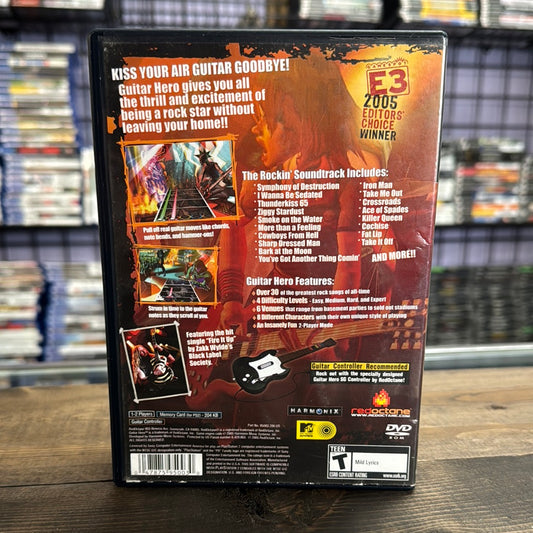 KISS YOUR AIR GUITAR GOODBYE!
Guitar Hero gives you all
the thrill and excitement of
being a rock star without
leaving your home!!
E3
2005
EDITORS'
CHOICE
WINNER
Pull off real guitar moves like chords,
note bends, and hammer-ons!
Strum in time to the stadium
notes as they scroll at you.
Featuring the hit
single "Fire It Up"
by Zakk Wylde's
Black Label
Society.
The Rockin' Soundtrack Includes:
Symphony of Destruction
I Wanna Be Sedated
Thunderkiss 65
Ziggy Stardust
Smoke on the Water
More than a Feeling
Cowboys From Hell
Sharp Dressed Man
Bark at the Moon
You've Got Another Thing Comin'
Iron Man
Take Me Out
Crossroads
Ace of Spades
Killer Queen
Cochise
Fat Lip
Take It Off
AND MORE!!
Guitar Hero Features:
Over 30 of the greatest rock songs of all-time
4 Difficulty Levels - Easy, Medium, Hard, and Expert
6 Venues that range from basement parties to sold out stadiums
8 Different Characters with their own unique style of playing
An Insanely Fun 2-Player Mode
Guitar Controller Recommended
Rock out with the specially designed
Guitar Hero SG Controller by RedOctane!
1-2 Players
Memory Card (for PS2) - 204 KB
Guitar Controller
HARMONIX
redoctane
WWW.REDOCTANE.COM
DVD
ROM
TEEN
T
Mild Lyrics
ESRB CONTENT RATING
www.esrb.org